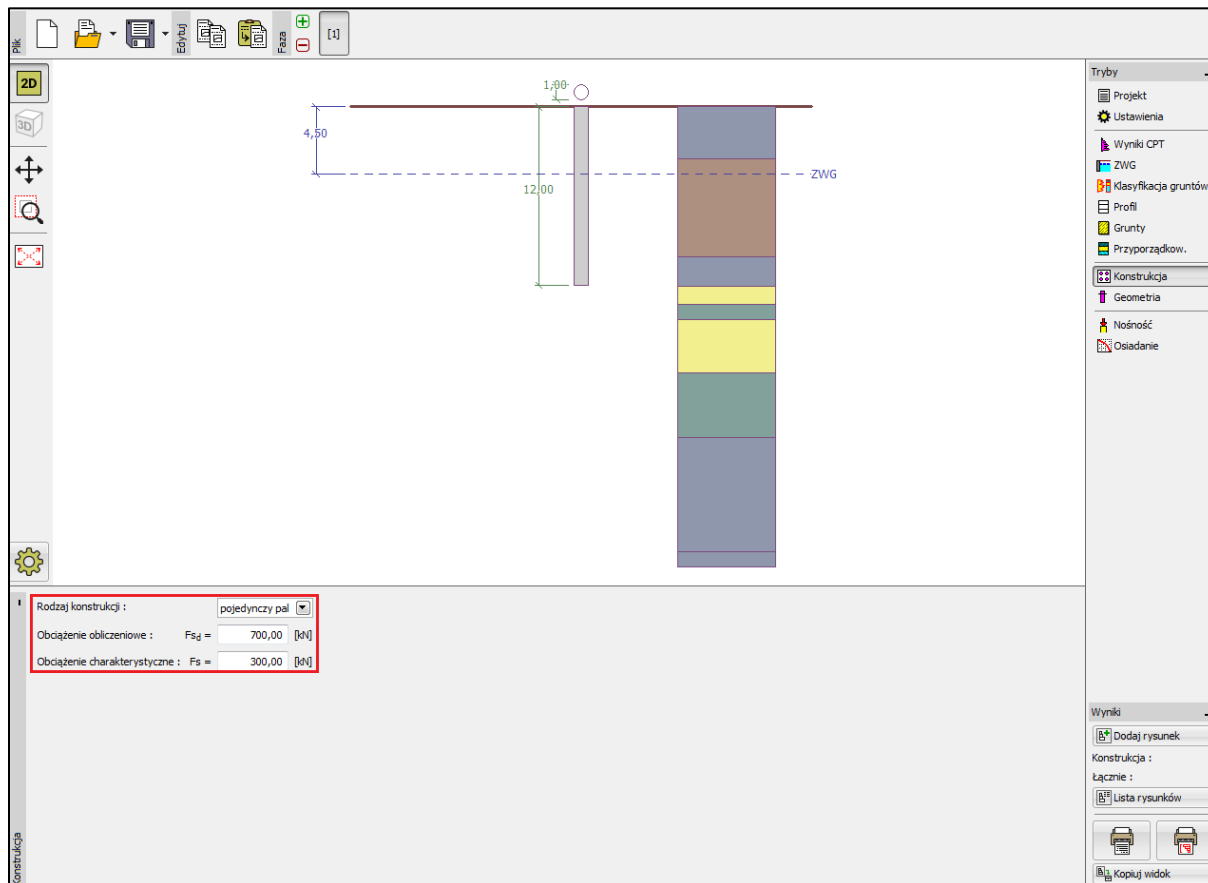 Plik
Edytuj
Faza
[1]
2D
3D
1,00
4,50
12,00
ZWG
Tryby
Projekt
Ustawienia
Wyniki CPT
ZWG
Klasyfikacja gruntów
Profil
Grunty
Przyporządkow.
Konstrukcja
Geometria
Nośność
Osiadanie
Rodzaj konstrukcji : pojedynczy pal
Obciążenie obliczeniowe : Fsd = 700,00 [kN]
Obciążenie charakterystyczne : Fs = 300,00 [kN]
Konstrukcja
Wyniki
Dodaj rysunek
Konstrukcja :
Łącznie :
Lista rysunków
Kopiuj widok